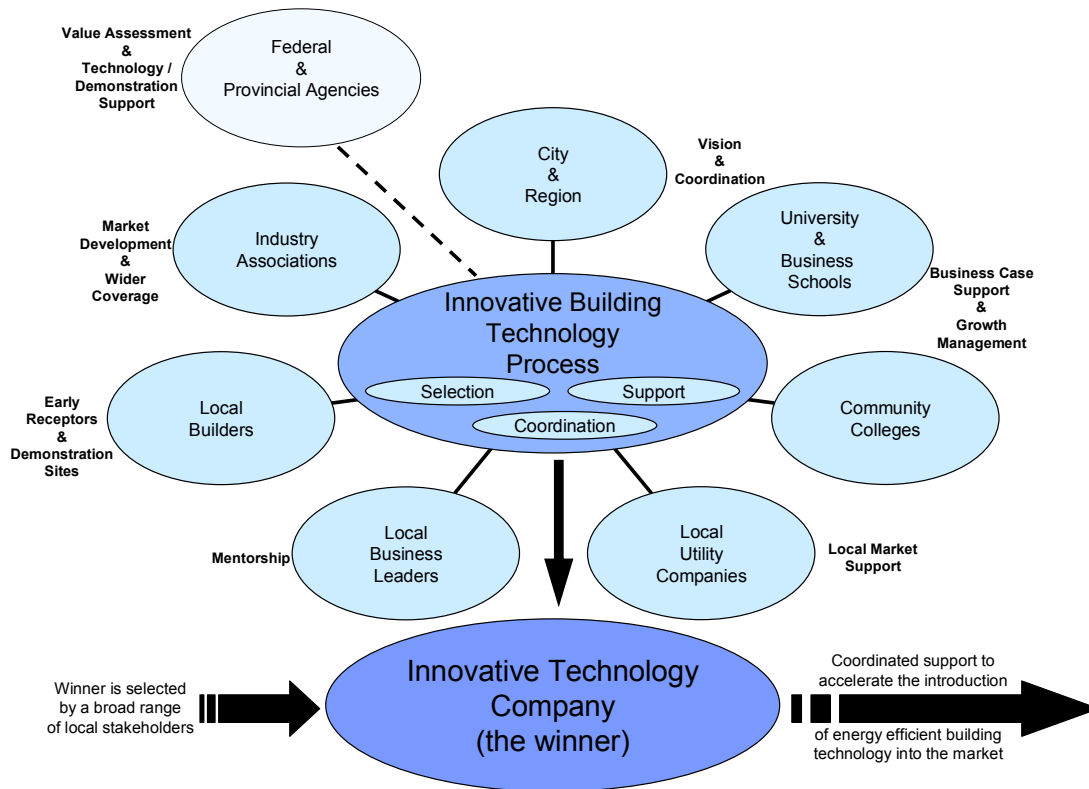 Value Assessment
&
Technology /
Demonstration
Support
Federal
&
Provincial Agencies
City
&
Region
Vision
&
Coordination
Market
Development
&
Wider
Coverage
Industry
Associations
University
&
Business
Schools
Business Case
Support
&
Growth
Management
Innovative Building
Technology
Process
Selection
Support
Coordination
Early
Receptors
&
Demonstration
Sites
Local
Builders
Community
Colleges
Mentorship
Local
Business
Leaders
Local
Utility
Companies
Local Market
Support
Winner is selected
by a broad range
of local stakeholders
Innovative Technology
Company
(the winner)
Coordinated support to
accelerate the introduction
of energy efficient building
technology into the market